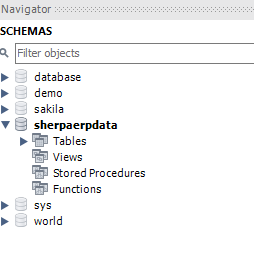 Navigator
SCHEMAS
Filter objects
database
demo
sakila
sherpaerpdata
Tables
Views
Stored Procedures
Functions
sys
world